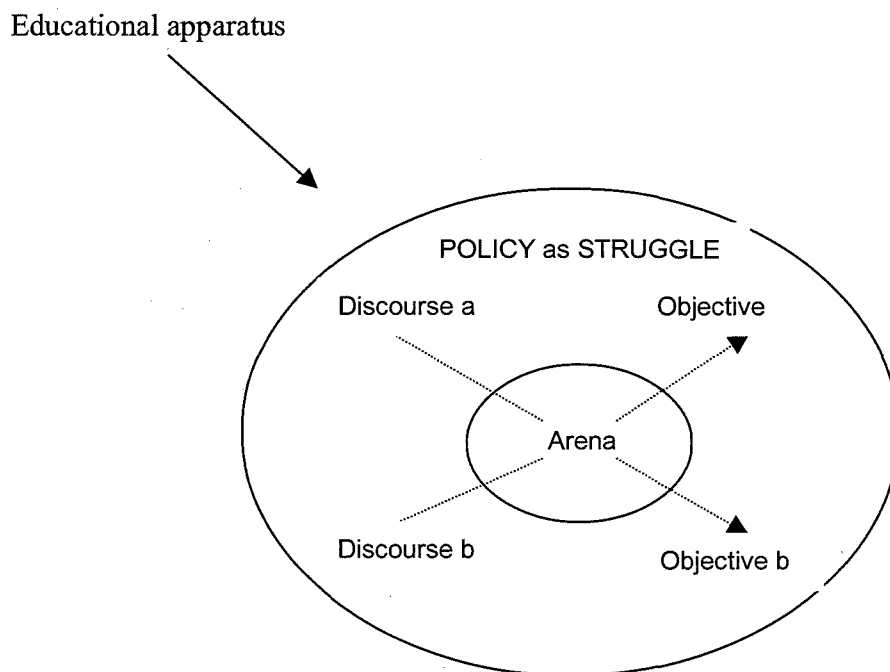 Educational apparatus
POLICY as STRUGGLE
Discourse a
Objective
Arena
Discourse b
Objective b